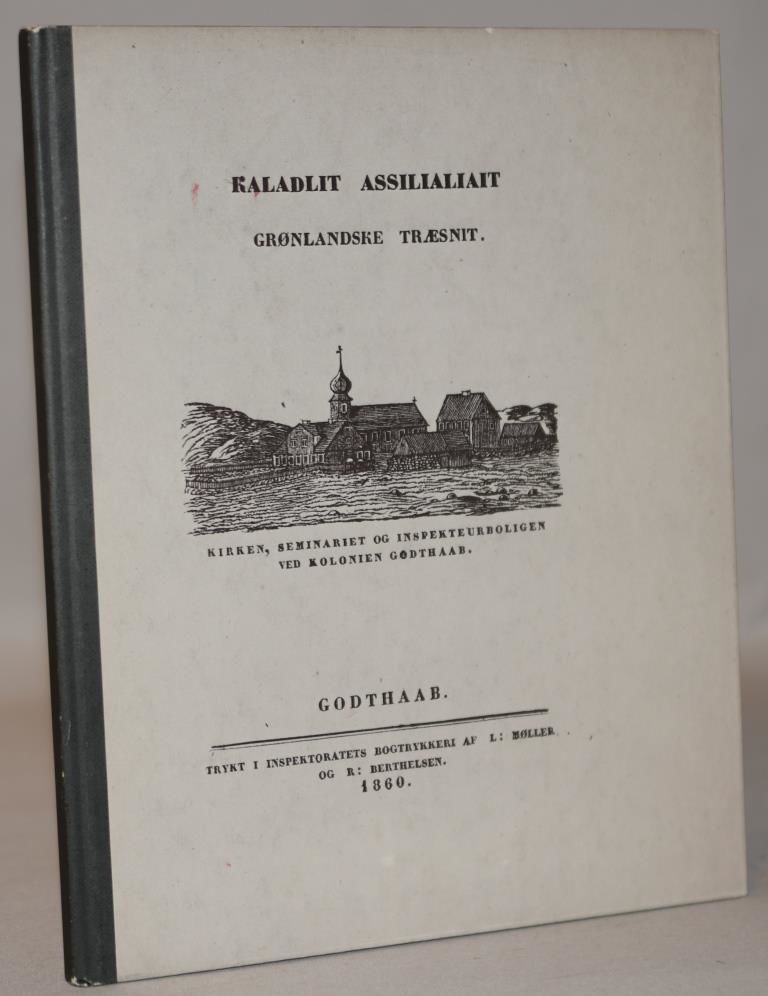 KALADLIT ASSILIALIAIT
GRØNLANDSKE TRÆSNIT.
KIRKEN, SEMINARIET OG INSPEKTEURBOLIGEN
VED KOLONIEN GODTHAAB.
GODTHAAB.
TRYKT I INSPEKTORATETS BOGTRYKKERI AF L: MØLLER
OG R: BERTHELSEN.
1860.